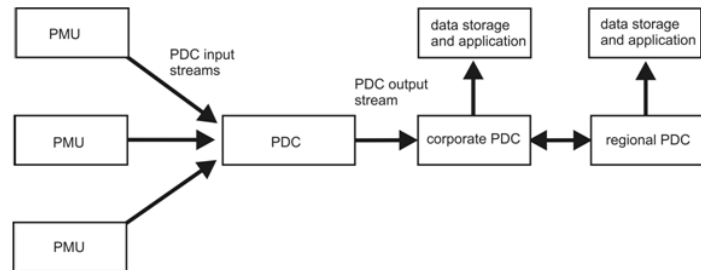 PMU
PDC input
streams
PMU
PMU
PDC
PDC output
stream
data storage
and application
corporate PDC
data storage
and application
regional PDC